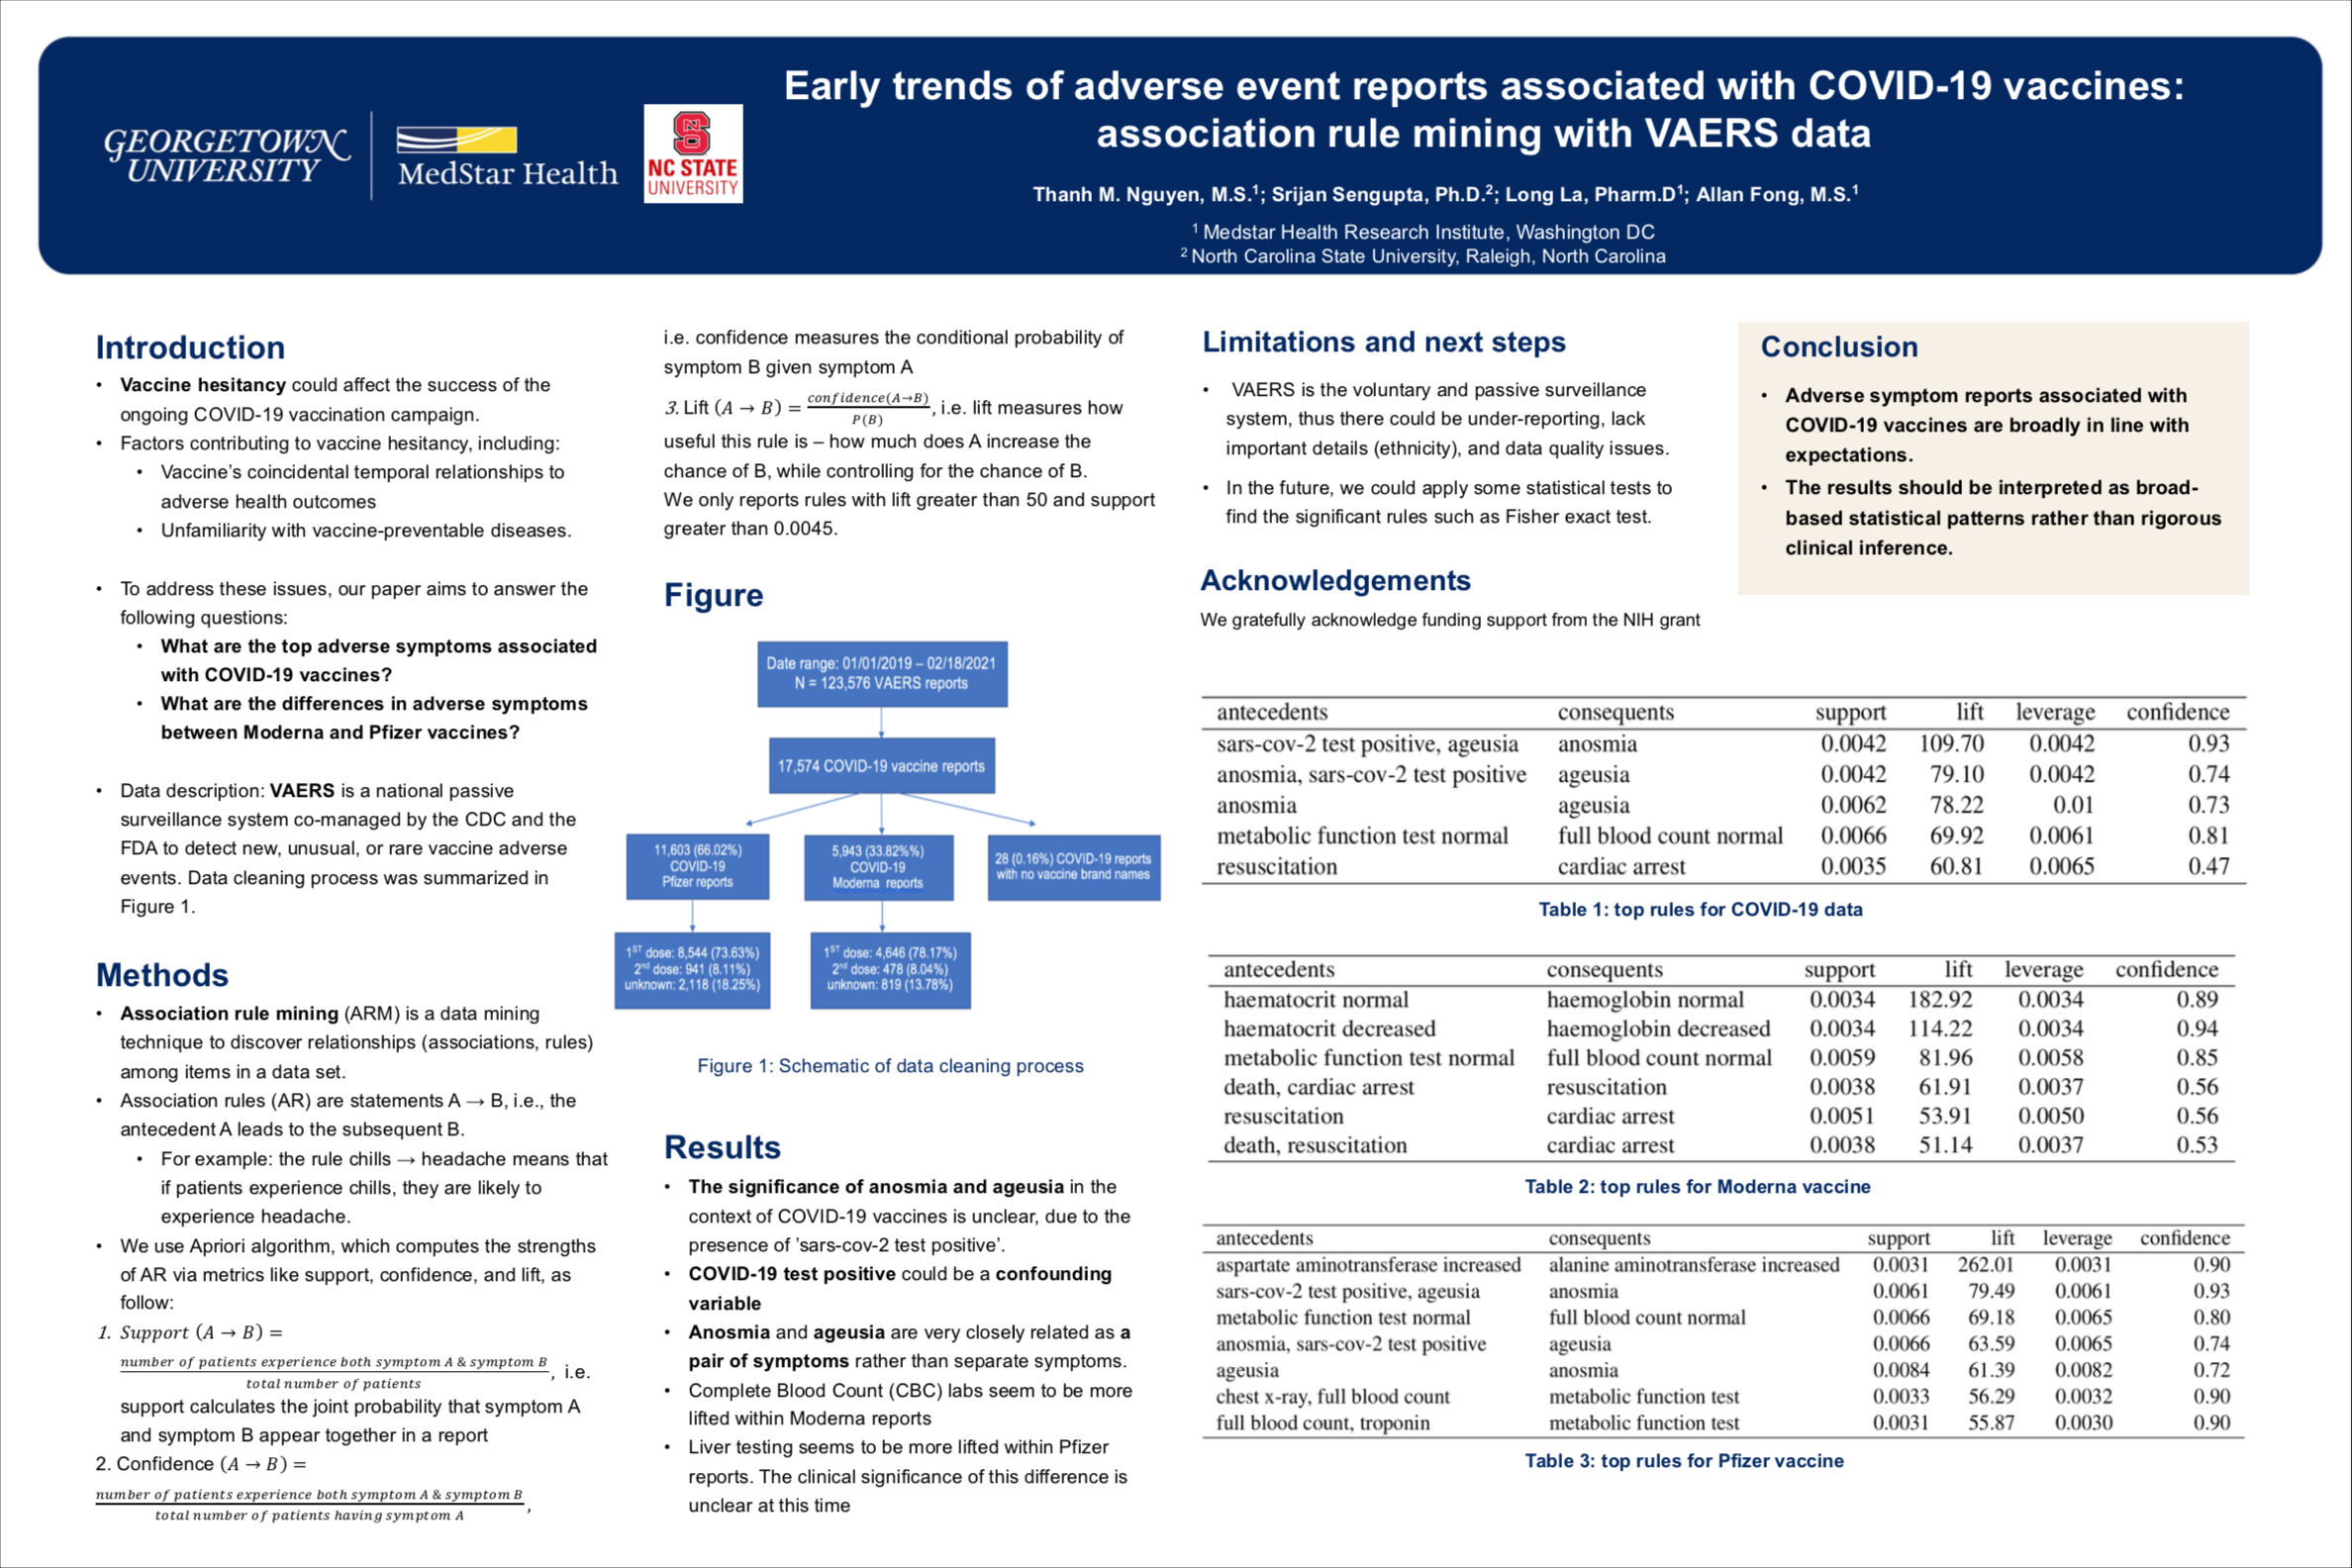 GEORGETOWN
UNIVERSITY
MedStar Health
NC STATE
UNIVERSITY
Early trends of adverse event reports associated with COVID-19 vaccines:
association rule mining with VAERS data
Thanh M. Nguyen, M.S.¹; Srijan Sengupta, Ph.D.²; Long La, Pharm.D¹; Allan Fong, M.S.¹
¹ Medstar Health Research Institute, Washington DC
² North Carolina State University, Raleigh, North Carolina
Introduction
• Vaccine hesitancy could affect the success of the
ongoing COVID-19 vaccination campaign.
• Factors contributing to vaccine hesitancy, including:
• Vaccine's coincidental temporal relationships to
adverse health outcomes
• Unfamiliarity with vaccine-preventable diseases.
• To address these issues, our paper aims to answer the
following questions:
• What are the top adverse symptoms associated
with COVID-19 vaccines?
• What are the differences in adverse symptoms
between Moderna and Pfizer vaccines?
• Data description: VAERS is a national passive
surveillance system co-managed by the CDC and the
FDA to detect new, unusual, or rare vaccine adverse
events. Data cleaning process was summarized in
Figure 1.
Methods
• Association rule mining (ARM) is a data mining
technique to discover relationships (associations, rules)
among items in a data set.
• Association rules (AR) are statements A → B, i.e., the
antecedent A leads to the subsequent B.
• For example: the rule chills → headache means that
if patients experience chills, they are likely to
experience headache.
• We use Apriori algorithm, which computes the strengths
of AR via metrics like support, confidence, and lift, as
follow:
1. Support (A → B) =
number of patients experience both symptom A & symptom B
total number of patients
, i.e.
support calculates the joint probability that symptom A
and symptom B appear together in a report
2. Confidence (A → B) =
number of patients experience both symptom A & symptom B
total number of patients having symptom A
,
i.e. confidence measures the conditional probability of
symptom B given symptom A
3. Lift (A → B) = confidence(A→B) / P(B), i.e. lift measures how
useful this rule is – how much does A increase the
chance of B, while controlling for the chance of B.
We only reports rules with lift greater than 50 and support
greater than 0.0045.
Figure
Date range: 01/01/2019 – 02/18/2021
N = 123,576 VAERS reports
17,574 COVID-19 vaccine reports
11,603 (66.02%)
COVID-19
Pfizer reports
5,943 (33.82%%)
COVID-19
Moderna reports
28 (0.16%) COVID-19 reports
with no vaccine brand names
1ST dose: 8,544 (73.63%)
2nd dose: 941 (8.11%)
unknown: 2,118 (18.25%)
1ST dose: 4,646 (78.17%)
2nd dose: 478 (8.04%)
unknown: 819 (13.78%)
Figure 1: Schematic of data cleaning process
Results
• The significance of anosmia and ageusia in the
context of COVID-19 vaccines is unclear, due to the
presence of 'sars-cov-2 test positive'.
• COVID-19 test positive could be a confounding
variable
• Anosmia and ageusia are very closely related as a
pair of symptoms rather than separate symptoms.
• Complete Blood Count (CBC) labs seem to be more
lifted within Moderna reports
• Liver testing seems to be more lifted within Pfizer
reports. The clinical significance of this difference is
unclear at this time
Limitations and next steps
• VAERS is the voluntary and passive surveillance
system, thus there could be under-reporting, lack
important details (ethnicity), and data quality issues.
• In the future, we could apply some statistical tests to
find the significant rules such as Fisher exact test.
Acknowledgements
We gratefully acknowledge funding support from the NIH grant
Conclusion
• Adverse symptom reports associated with
COVID-19 vaccines are broadly in line with
expectations.
• The results should be interpreted as broad-
based statistical patterns rather than rigorous
clinical inference.
antecedents consequents support lift leverage confidence
sars-cov-2 test positive, ageusia anosmia 0.0042 109.70 0.0042 0.93
anosmia, sars-cov-2 test positive ageusia 0.0042 79.10 0.0042 0.74
anosmia ageusia 0.0062 78.22 0.01 0.73
metabolic function test normal full blood count normal 0.0066 69.92 0.0061 0.81
resuscitation cardiac arrest 0.0035 60.81 0.0065 0.47
Table 1: top rules for COVID-19 data
antecedents consequents support lift leverage confidence
haematocrit normal haemoglobin normal 0.0034 182.92 0.0034 0.89
haematocrit decreased haemoglobin decreased 0.0034 114.22 0.0034 0.94
metabolic function test normal full blood count normal 0.0059 81.96 0.0058 0.85
death, cardiac arrest resuscitation 0.0038 61.91 0.0037 0.56
resuscitation cardiac arrest 0.0051 53.91 0.0050 0.56
death, resuscitation cardiac arrest 0.0038 51.14 0.0037 0.53
Table 2: top rules for Moderna vaccine
antecedents consequents support lift leverage confidence
aspartate aminotransferase increased alanine aminotransferase increased 0.0031 262.01 0.0031 0.90
sars-cov-2 test positive, ageusia anosmia 0.0061 79.49 0.0061 0.93
metabolic function test normal full blood count normal 0.0066 69.18 0.0065 0.80
anosmia, sars-cov-2 test positive ageusia 0.0066 63.59 0.0065 0.74
ageusia anosmia 0.0084 61.39 0.0082 0.72
chest x-ray, full blood count metabolic function test 0.0033 56.29 0.0032 0.90
full blood count, troponin metabolic function test 0.0031 55.87 0.0030 0.90
Table 3: top rules for Pfizer vaccine